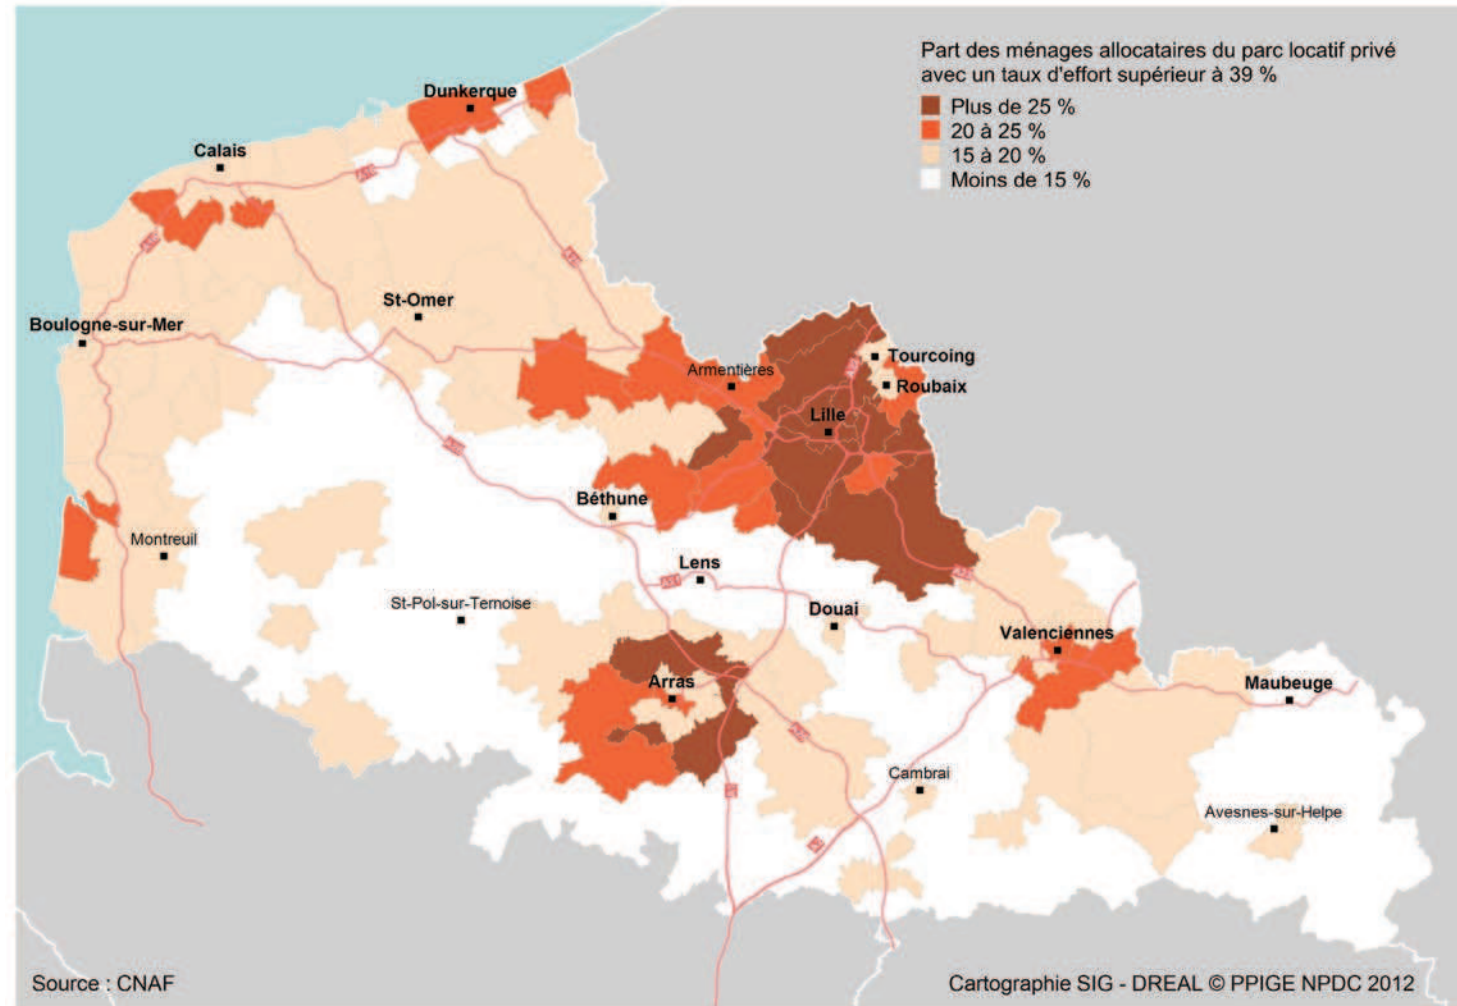 Part des ménages allocataires du parc locatif privé
avec un taux d'effort supérieur à 39 %
Plus de 25 %
20 à 25 %
15 à 20 %
Moins de 15 %
Dunkerque
Calais
St-Omer
Boulogne-sur-Mer
Tourcoing
Armentières
Roubaix
Lille
Béthune
Montreuil
Lens
St-Pol-sur-Ternoise
Douai
Valenciennes
Arras
Maubeuge
Cambrai
Avesnes-sur-Helpe
Source : CNAF
Cartographie SIG - DREAL © PPIGE NPDC 2012